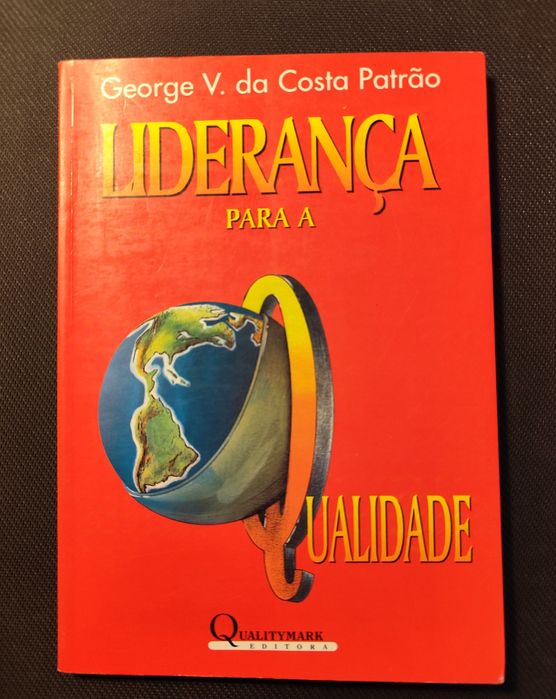 George V. da Costa Patrão
LIDERANÇA
PARA A
QUALIDADE
QUALITYMARK
EDITORA